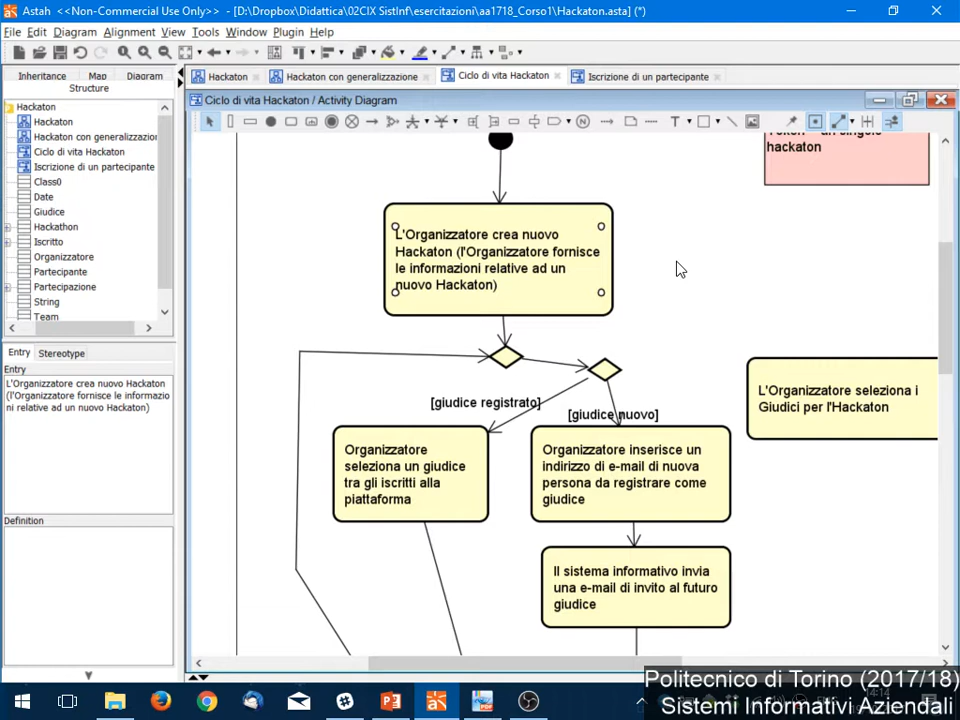 Astah <<Non-Commercial Use Only>> - [D:\Dropbox\Didattica\02CIX SistInf\esercitazioni\aa1718_Corso1\Hackaton.asta] (*)
File Edit Diagram Alignment View Tools Window Plugin Help
Inheritance Map Diagram
Structure
Hackaton
Hackaton
Hackaton con generalizzazion
Ciclo di vita Hackaton
Iscrizione di un partecipante
Class0
Date
Giudice
Hackathon
Iscritto
Organizzatore
Partecipante
Partecipazione
String
Team
Entry Stereotype
Entry
L'Organizzatore crea nuovo Hackaton
(l'Organizzatore fornisce le informazio
ni relative ad un nuovo Hackaton)
Definition
Hackaton
Hackaton con generalizzazione
Ciclo di vita Hackaton
Iscrizione di un partecipante
Ciclo di vita Hackaton / Activity Diagram
hackaton
L'Organizzatore crea nuovo
Hackaton (l'Organizzatore fornisce
le informazioni relative ad un
nuovo Hackaton)
[giudice registrato]
[giudice nuovo]
L'Organizzatore seleziona i
Giudici per l'Hackaton
Organizzatore
seleziona un giudice
tra gli iscritti alla
piattaforma
Organizzatore inserisce un
indirizzo di e-mail di nuova
persona da registrare come
giudice
Il sistema informativo invia
una e-mail di invito al futuro
giudice
14:14
Politecnico di Torino (2017/18)
Sistemi Informativi Aziendali